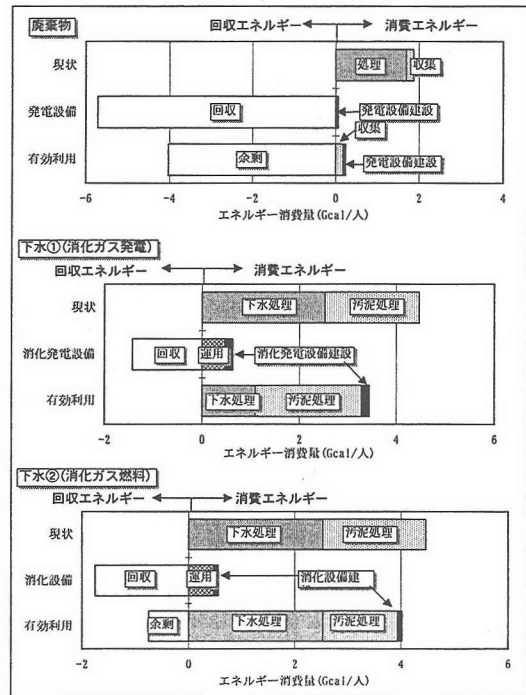 廃棄物
回収エネルギー 消費エネルギー
現状 処理 収集
発電設備 回収 発電設備建設
収集
有効利用 余剰 発電設備建設
-6 -4 -2 0 2 4
エネルギー消費量(Gcal/人)
下水①(消化ガス発電)
回収エネルギー 消費エネルギー
現状 下水処理 汚泥処理
消化発電設備 回収 運用 消化発電設備建設
有効利用 下水処理 汚泥処理
-2 0 2 4 6
エネルギー消費量(Gcal/人)
下水②(消化ガス燃料)
回収エネルギー 消費エネルギー
現状 下水処理 汚泥処理
消化設備 回収 運用 消化設備建
有効利用 余剰 下水処理 汚泥処理
-2 0 2 4 6
エネルギー消費量(Gcal/人)